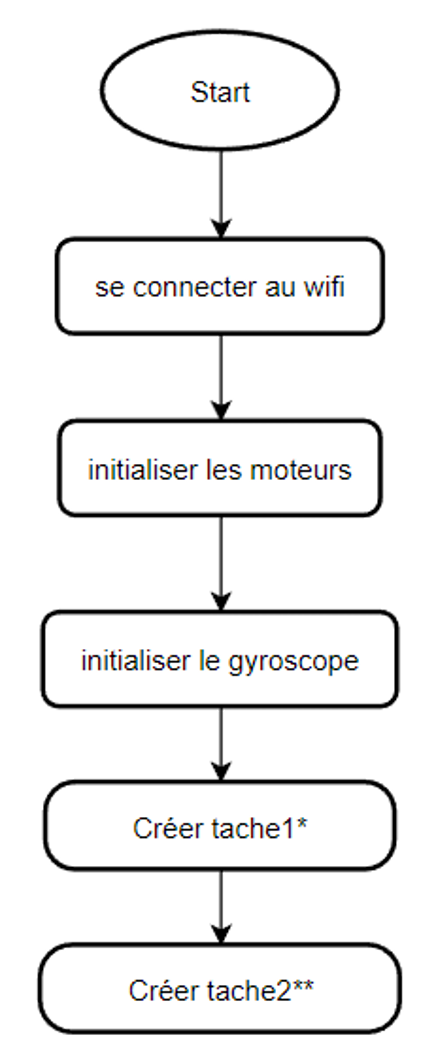 Start
se connecter au wifi
initialiser les moteurs
initialiser le gyroscope
Créer tache1*
Créer tache2**